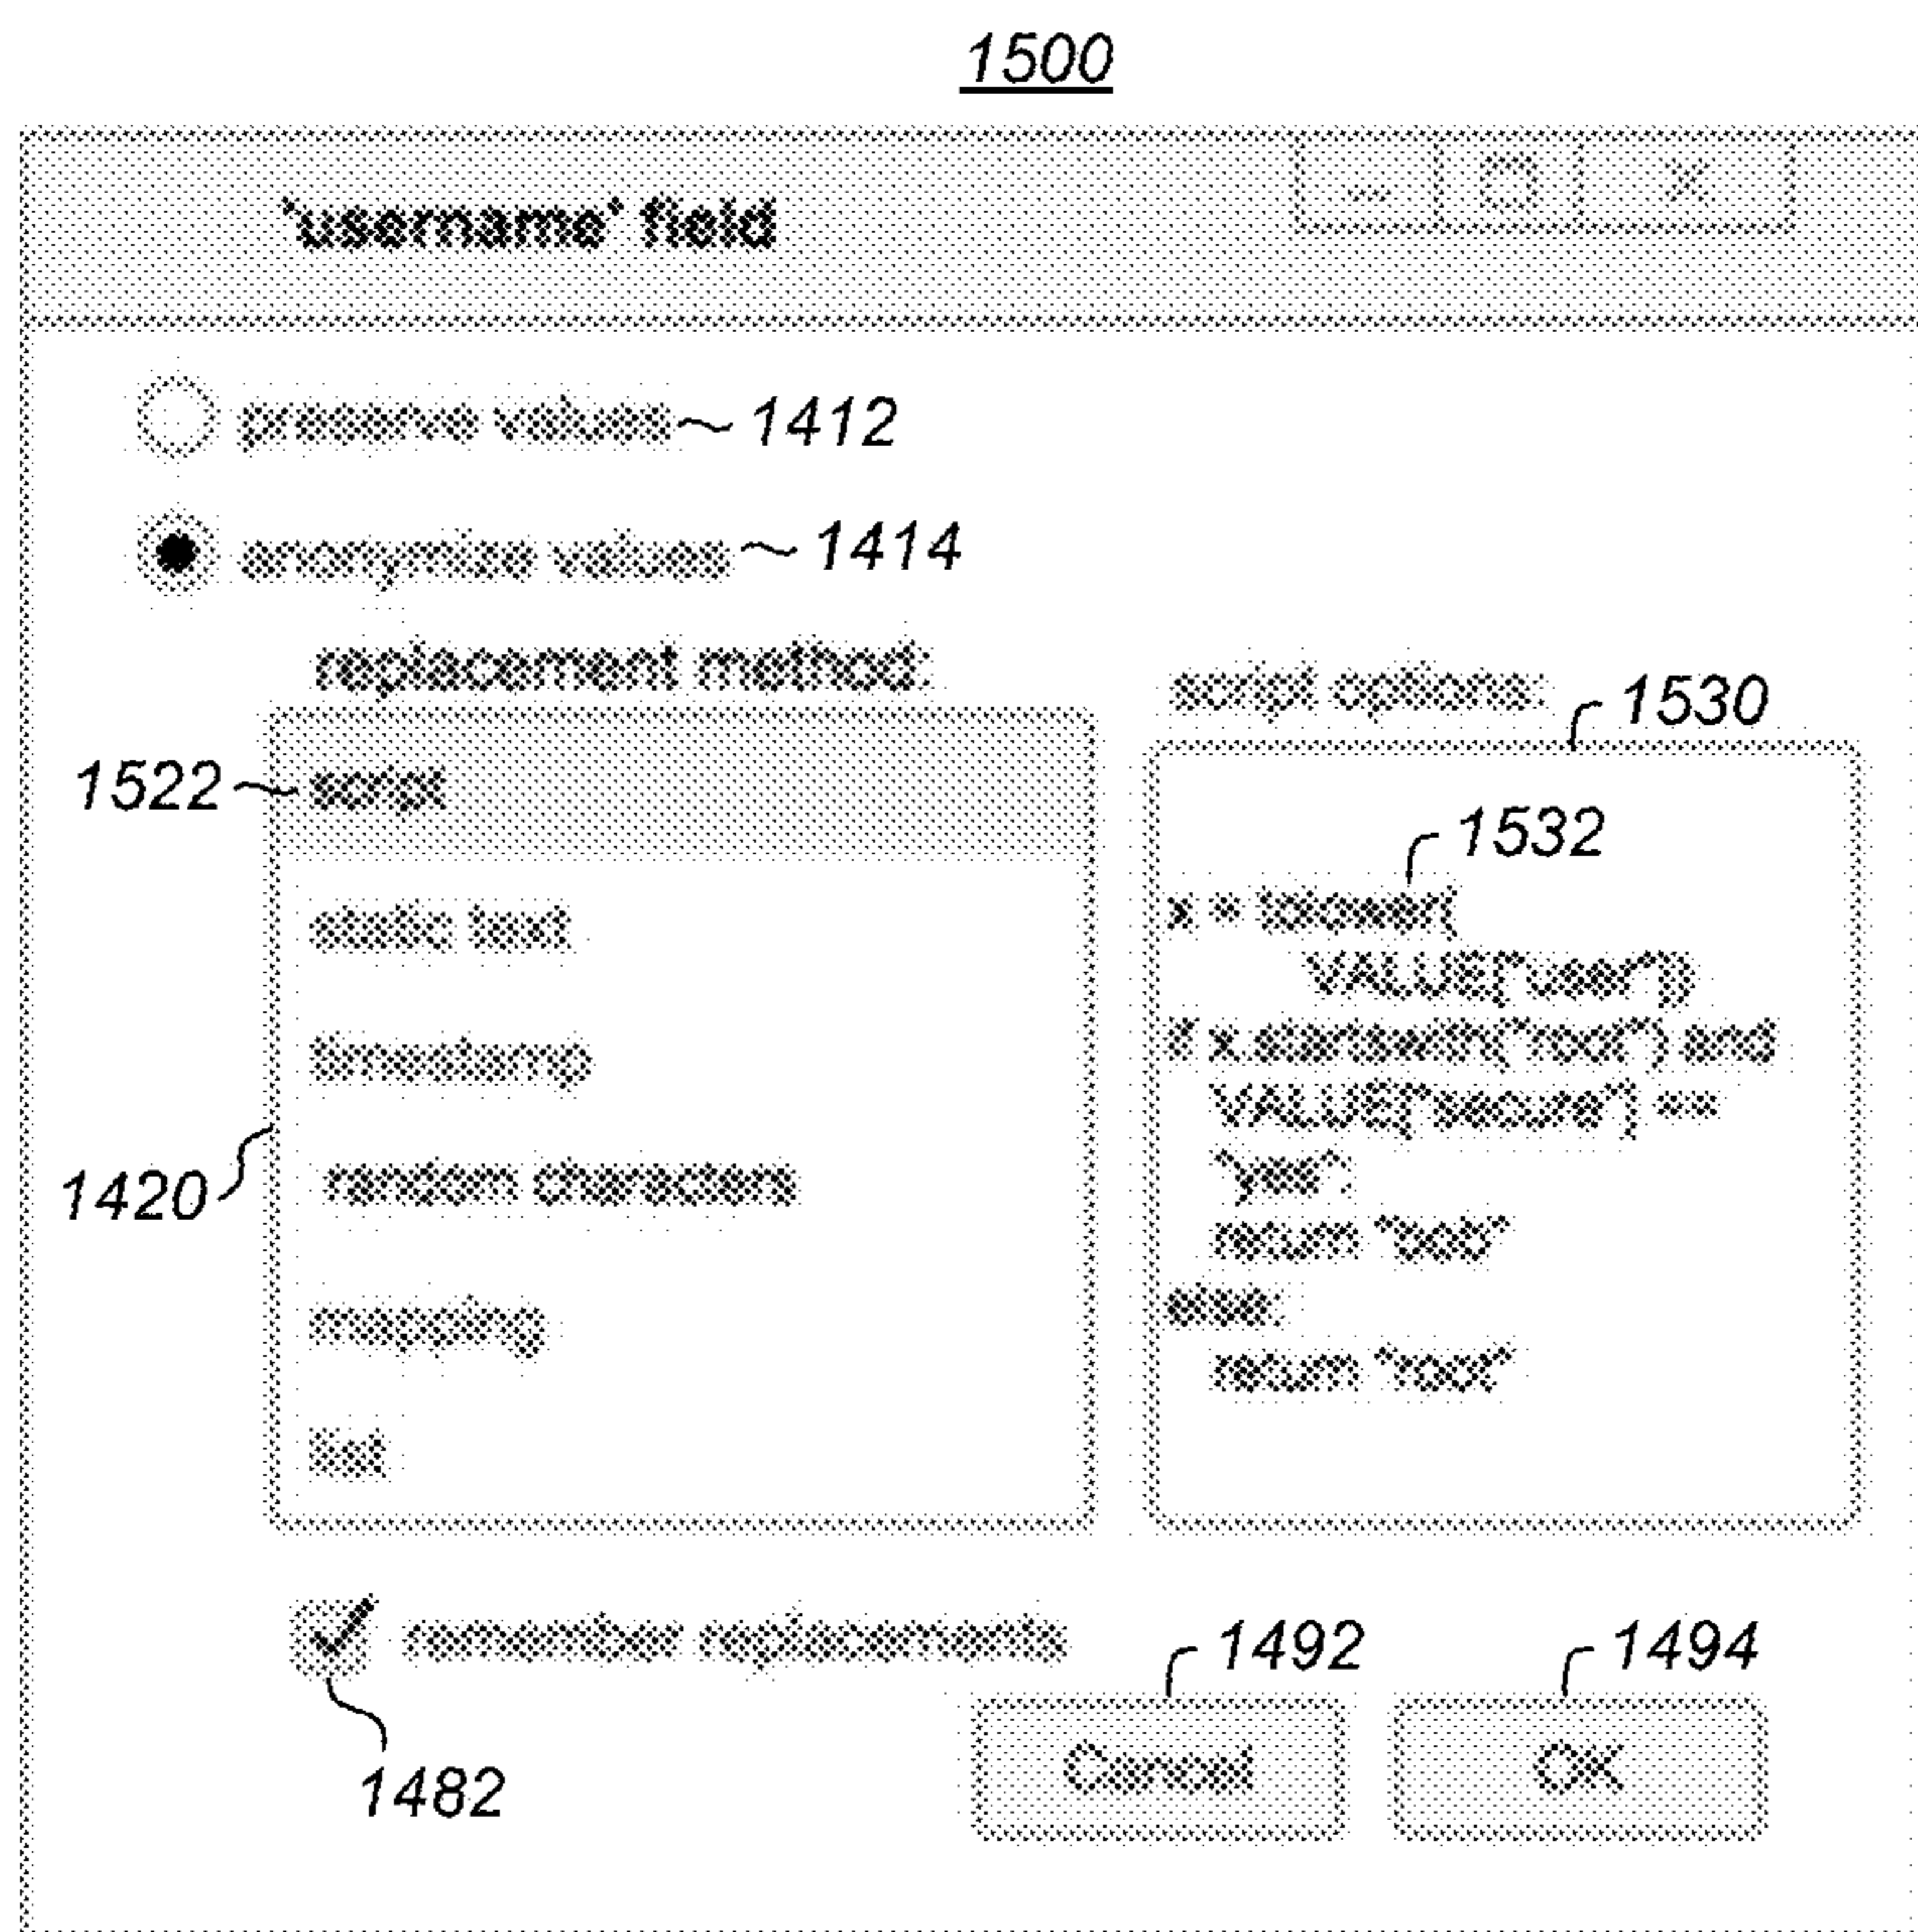 1500
'username' field
preserve values 1412
anonymize values 1414
replacement method:
script options: 1530
1522 script
1532
x = tolower(
VALUE["user"])
static text
if x.startswith("root") and
timestamp
VALUE["secure"] ==
1420 random characters
"yes":
return "bob"
mapping
else:
return "root"
list
remember replacements
1482
1492 1494
Cancel OK